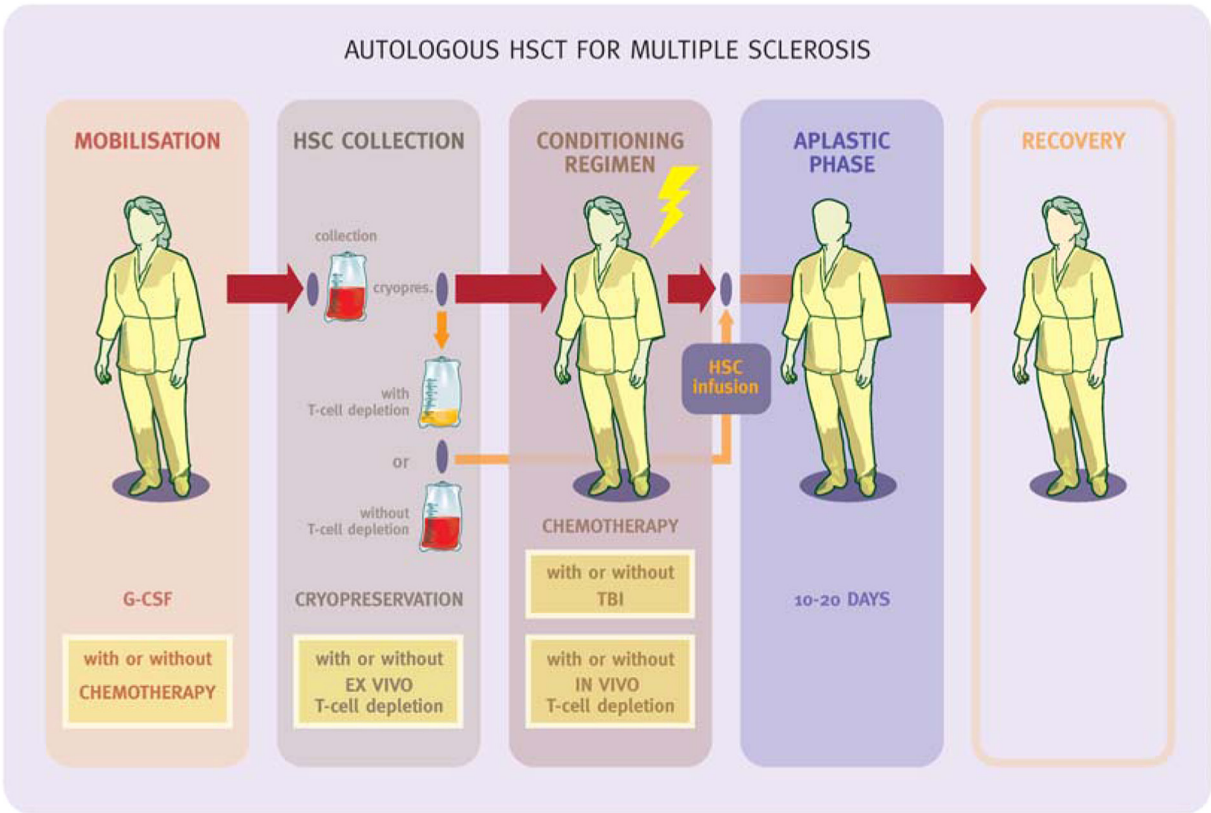 AUTOLOGOUS HSCT FOR MULTIPLE SCLEROSIS
MOBILISATION
G-CSF
with or without
CHEMOTHERAPY
HSC COLLECTION
collection
cryopres.
with
T-cell depletion
or
without
T-cell depletion
CRYOPRESERVATION
with or without
EX VIVO
T-cell depletion
CONDITIONING
REGIMEN
CHEMOTHERAPY
with or without
TBI
with or without
IN VIVO
T-cell depletion
HSC
infusion
APLASTIC
PHASE
10-20 DAYS
RECOVERY